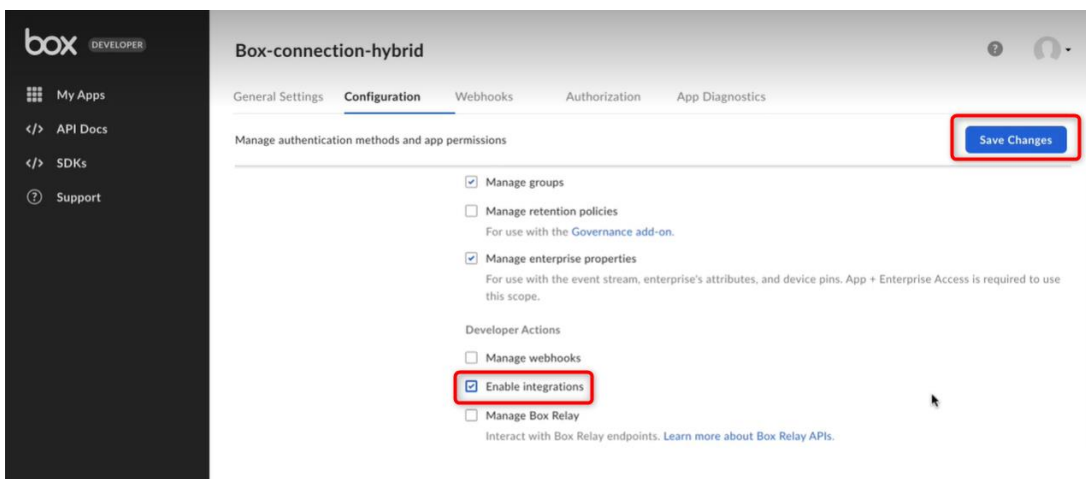 box DEVELOPER
My Apps
</> API Docs
</> SDKs
? Support
Box-connection-hybrid
?
General Settings Configuration Webhooks Authorization App Diagnostics
Manage authentication methods and app permissions
Save Changes
Manage groups
Manage retention policies
For use with the Governance add-on.
Manage enterprise properties
For use with the event stream, enterprise's attributes, and device pins. App + Enterprise Access is required to use
this scope.
Developer Actions
Manage webhooks
Enable integrations
Manage Box Relay
Interact with Box Relay endpoints. Learn more about Box Relay APIs.